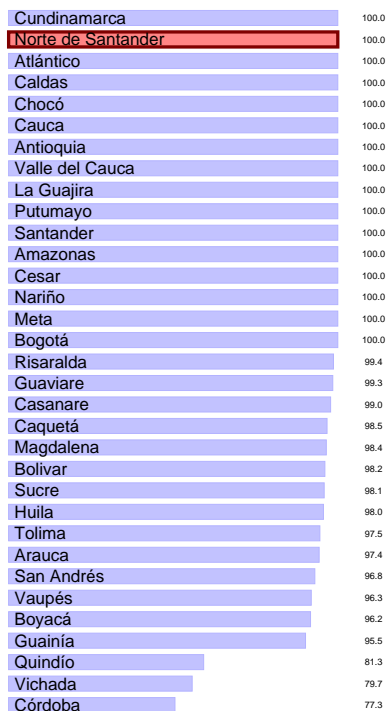 Cundinamarca 100.0
Norte de Santander 100.0
Atlántico 100.0
Caldas 100.0
Chocó 100.0
Cauca 100.0
Antioquia 100.0
Valle del Cauca 100.0
La Guajira 100.0
Putumayo 100.0
Santander 100.0
Amazonas 100.0
Cesar 100.0
Nariño 100.0
Meta 100.0
Bogotá 100.0
Risaralda 99.4
Guaviare 99.3
Casanare 99.0
Caquetá 98.5
Magdalena 98.4
Bolivar 98.2
Sucre 98.1
Huila 98.0
Tolima 97.5
Arauca 97.4
San Andrés 96.8
Vaupés 96.3
Boyacá 96.2
Guainía 95.5
Quindío 81.3
Vichada 79.7
Córdoba 77.3